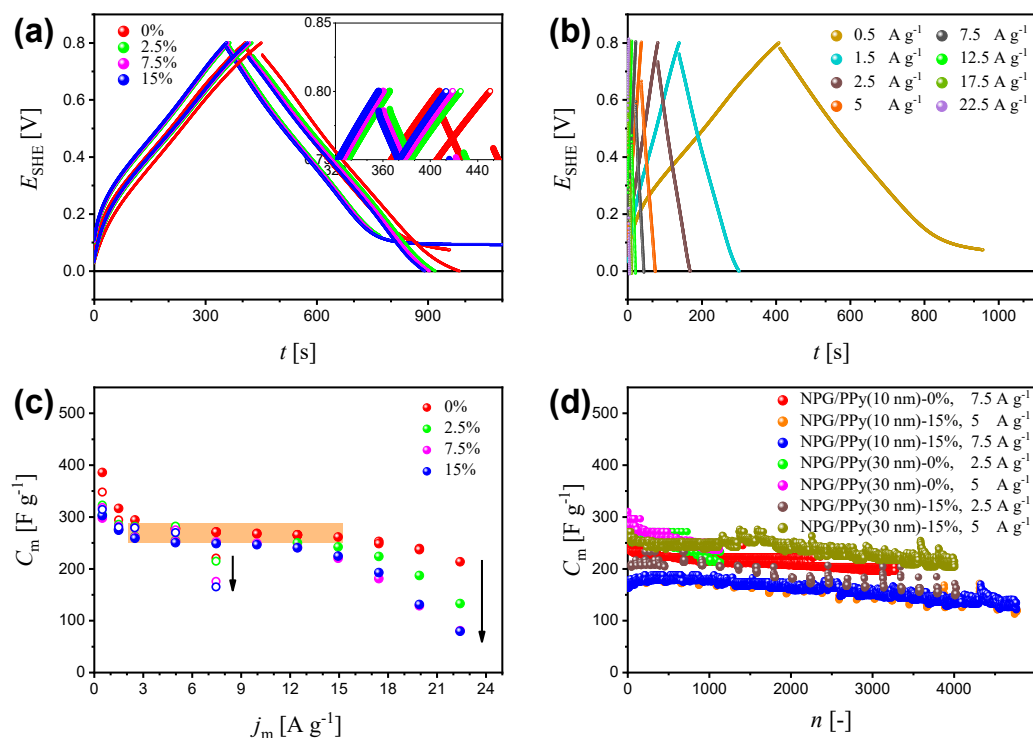 (a)
0%
2.5%
7.5%
15%
0.85
0.80
0.75
320
360
400
450
E_SHE [V]
0.8
0.6
0.4
0.2
0.0
0
300
600
900
t [s]
(b)
0.5 A g⁻¹
1.5 A g⁻¹
2.5 A g⁻¹
5 A g⁻¹
7.5 A g⁻¹
12.5 A g⁻¹
17.5 A g⁻¹
22.5 A g⁻¹
E_SHE [V]
0.8
0.6
0.4
0.2
0.0
0 200 400 600 800 1000
t [s]
(c)
0%
2.5%
7.5%
15%
C_m [F g⁻¹]
500
400
300
200
100
0
0 3 6 9 12 15 18 21 24
j_m [A g⁻¹]
(d)
NPG/PPy(10 nm)-0%, 7.5 A g⁻¹
NPG/PPy(10 nm)-15%, 5 A g⁻¹
NPG/PPy(10 nm)-15%, 7.5 A g⁻¹
NPG/PPy(30 nm)-0%, 2.5 A g⁻¹
NPG/PPy(30 nm)-0%, 5 A g⁻¹
NPG/PPy(30 nm)-15%, 2.5 A g⁻¹
NPG/PPy(30 nm)-15%, 5 A g⁻¹
C_m [F g⁻¹]
500
400
300
200
100
0
0 1000 2000 3000 4000
n [-]